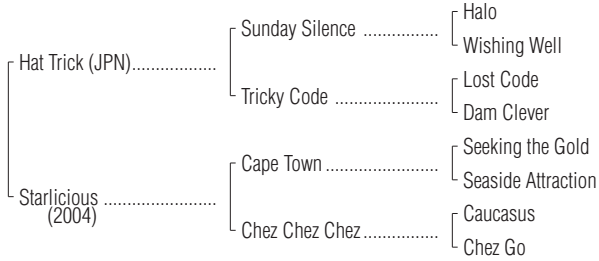 Halo
Sunday Silence ................
Wishing Well
Hat Trick (JPN)..................
Lost Code
Tricky Code ......................
Dam Clever
Seeking the Gold
Cape Town ........................
Seaside Attraction
Starlicious ........................
(2004)
Caucasus
Chez Chez Chez................
Chez Go